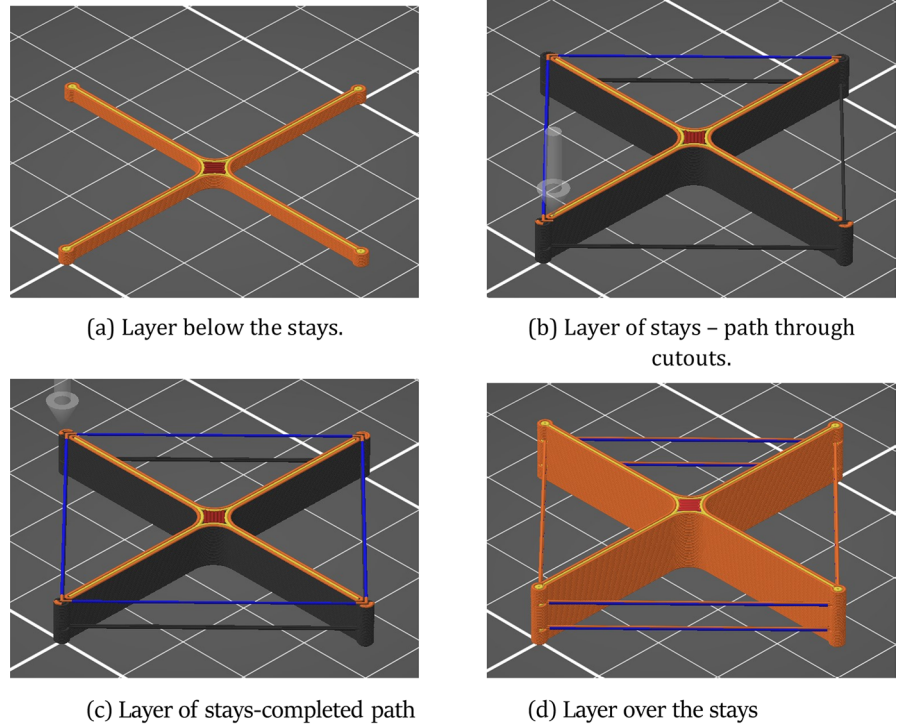 (a) Layer below the stays.
(b) Layer of stays – path through
cutouts.
(c) Layer of stays-completed path
(d) Layer over the stays